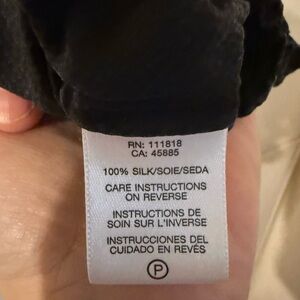 RN: 111818
CA: 45885
100% SILK/SOIE/SEDA
CARE INSTRUCTIONS
ON REVERSE
INSTRUCTIONS DE
SOIN SUR L'INVERSE
INSTRUCCIONES DEL
CUIDADO EN REVÉS
P